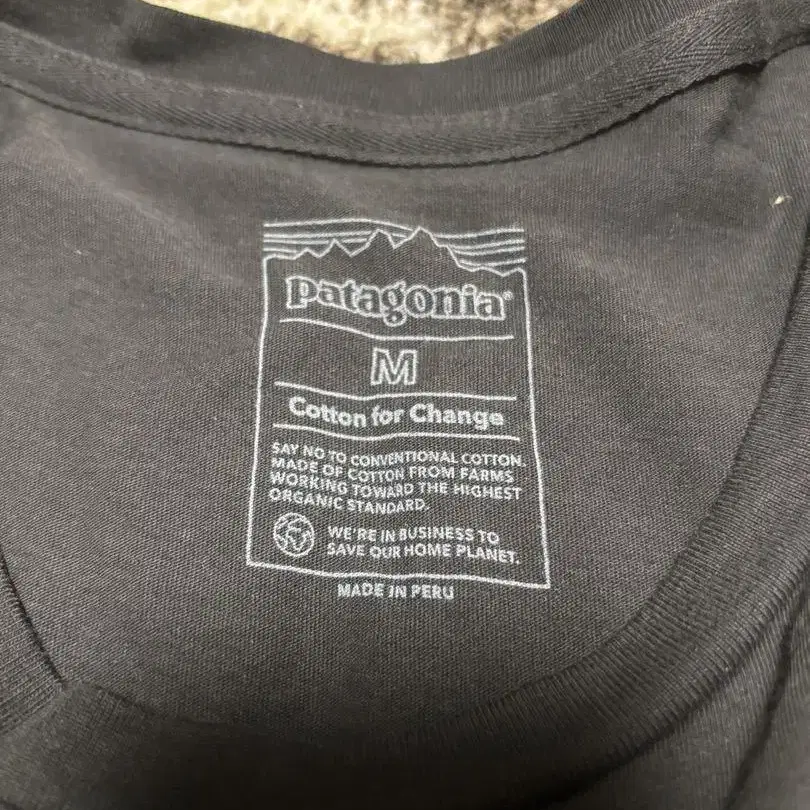 patagonia®
M
Cotton for Change
SAY NO TO CONVENTIONAL COTTON.
MADE OF COTTON FROM FARMS
WORKING TOWARD THE HIGHEST
ORGANIC STANDARD.
WE'RE IN BUSINESS TO
SAVE OUR HOME PLANET.
MADE IN PERU